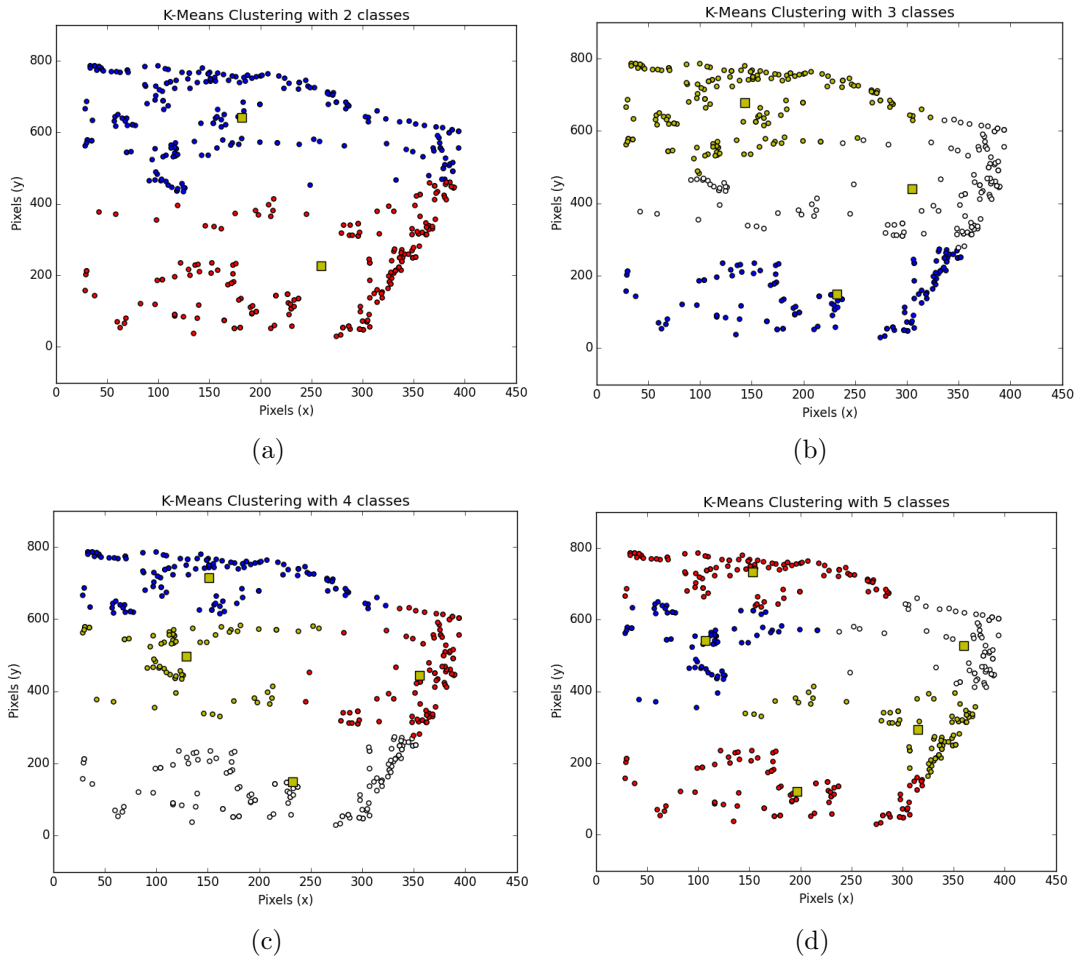 K-Means Clustering with 2 classes
800
600
400
200
0
Pixels (y)
0 50 100 150 200 250 300 350 400 450
Pixels (x)
(a)
K-Means Clustering with 3 classes
800
600
400
200
0
Pixels (y)
0 50 100 150 200 250 300 350 400 450
Pixels (x)
(b)
K-Means Clustering with 4 classes
800
600
400
200
0
Pixels (y)
0 50 100 150 200 250 300 350 400 450
Pixels (x)
(c)
K-Means Clustering with 5 classes
800
600
400
200
0
Pixels (y)
0 50 100 150 200 250 300 350 400 450
Pixels (x)
(d)